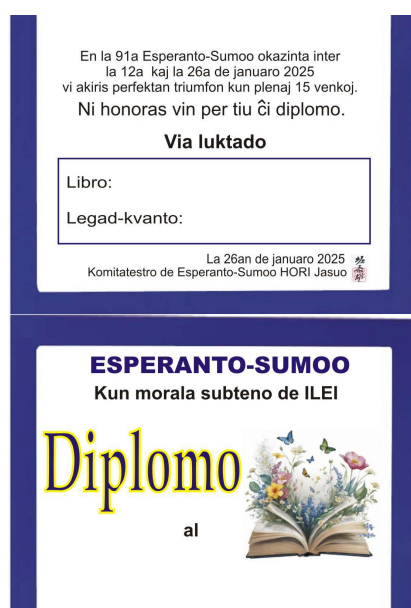 En la 91a Esperanto-Sumoo okazinta inter
la 12a kaj la 26a de januaro 2025
vi akiris perfektan triumfon kun plenaj 15 venkoj.
Ni honoras vin per tiu ĉi diplomo.
Via luktado
Libro:
Legad-kvanto:
La 26an de januaro 2025
Komitatestro de Esperanto-Sumoo HORI Jasuo
ESPERANTO-SUMOO
Kun morala subteno de ILEI
Diplomo
al